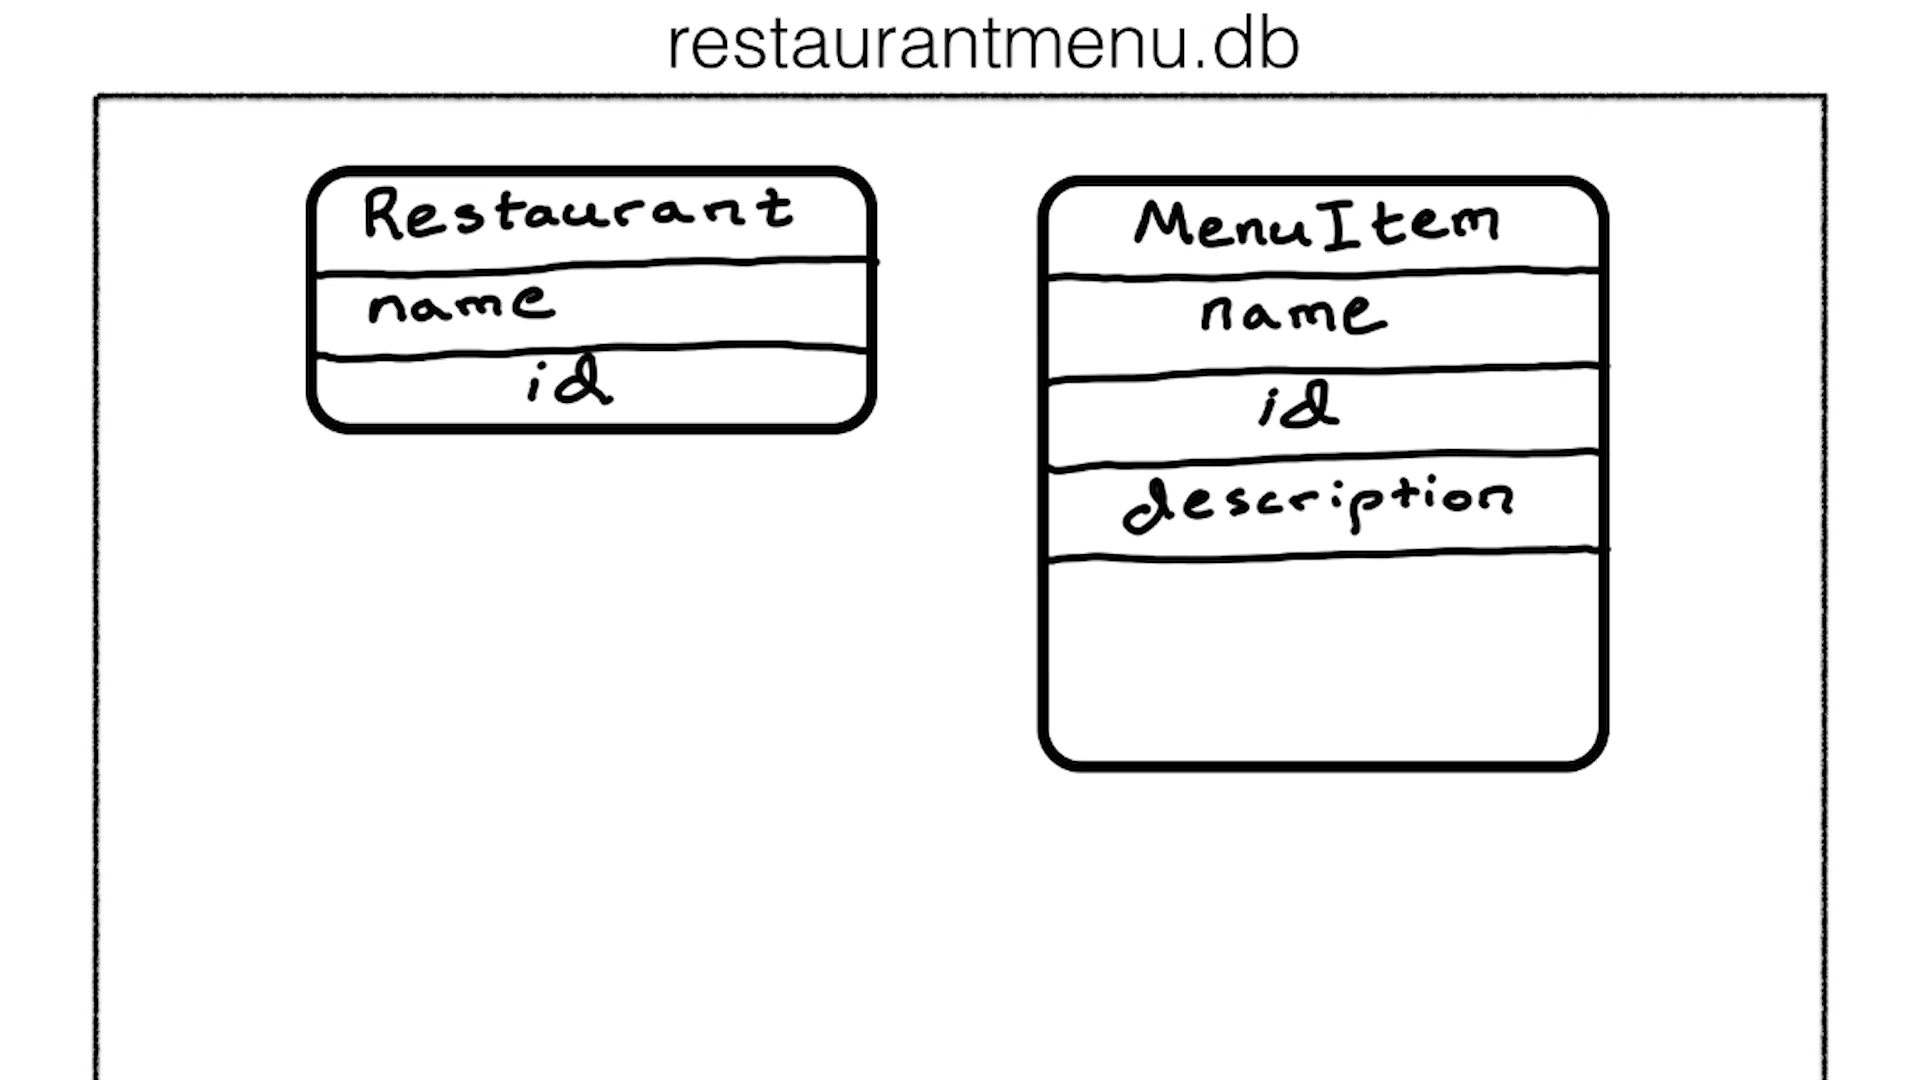 restaurantmenu.db
Restaurant
name
id
MenuItem
name
id
description